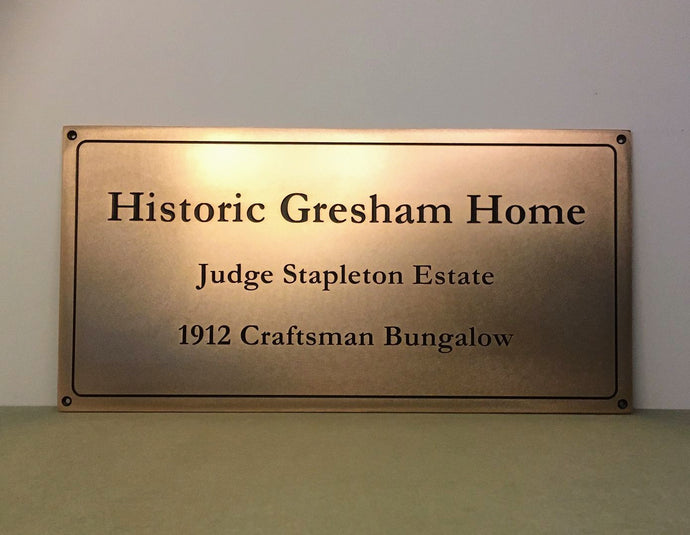 Historic Gresham Home
Judge Stapleton Estate
1912 Craftsman Bungalow